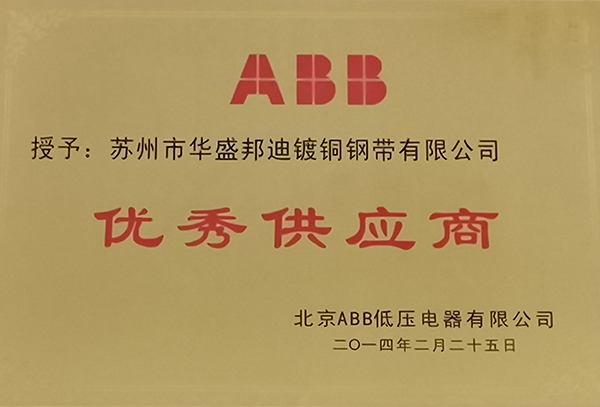 ABB
授予：苏州市华盛邦迪镀铜钢带有限公司
优秀供应商
北京ABB低压电器有限公司
二〇一四年二月二十五日